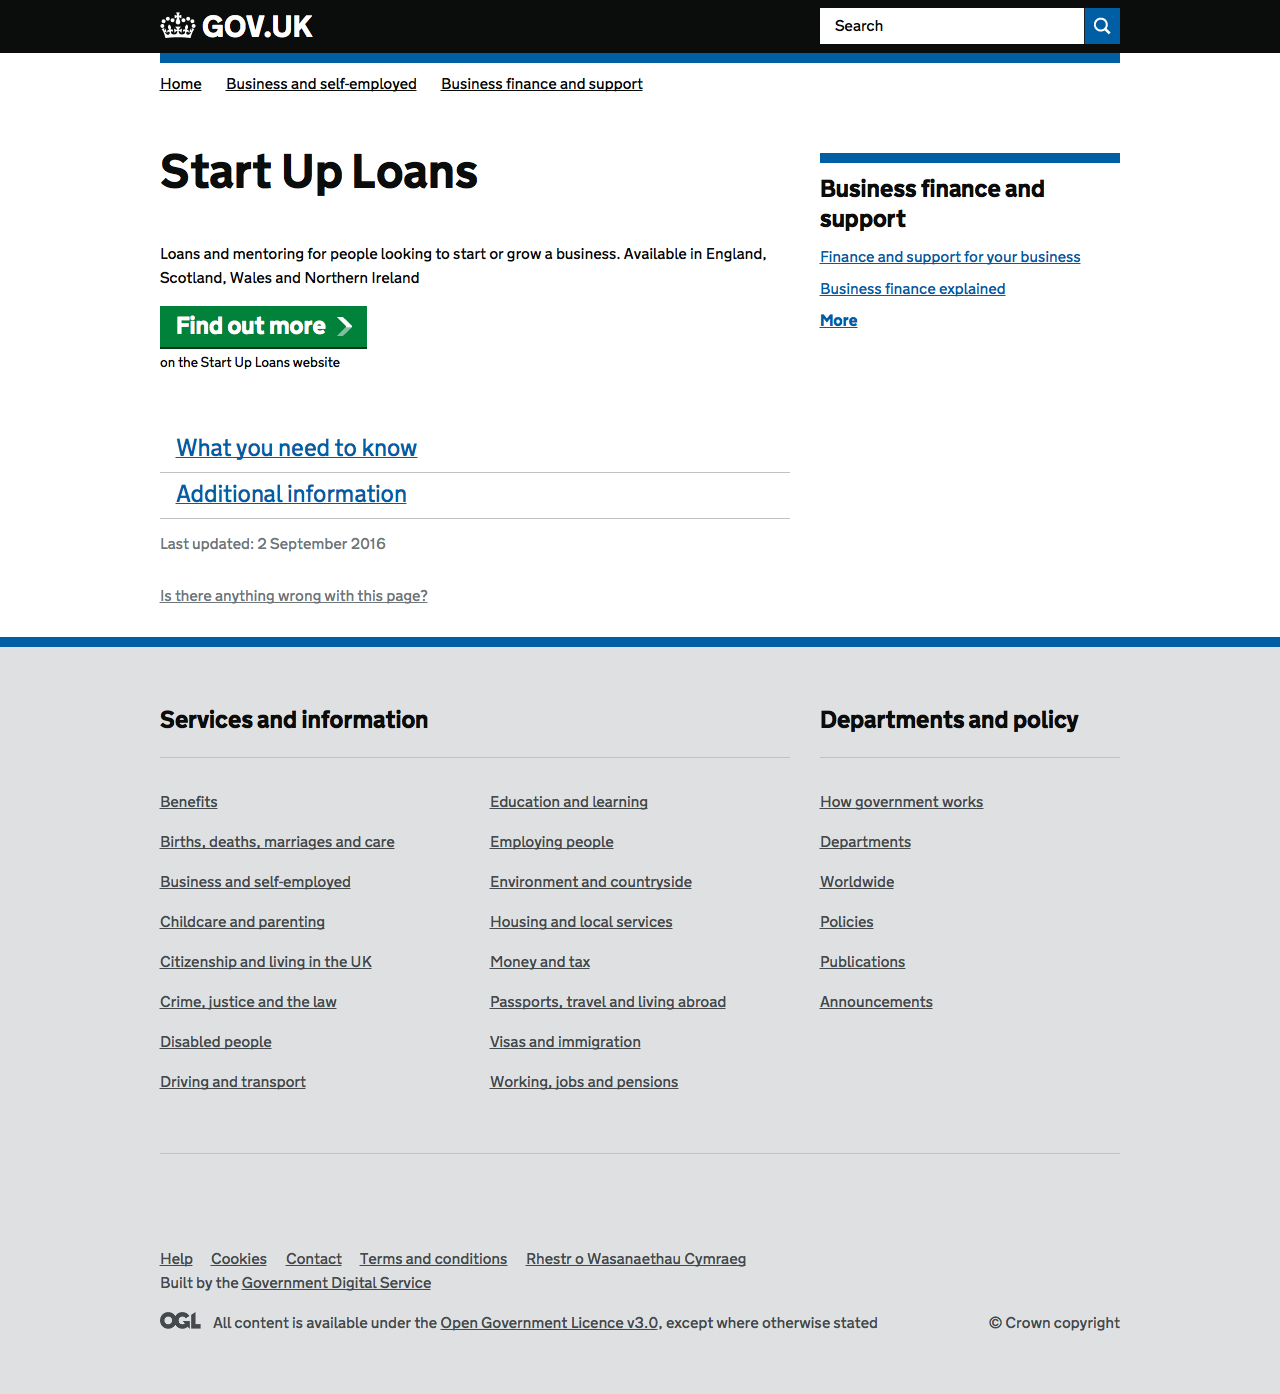 GOV.UK
Search
Home Business and self-employed Business finance and support
Start Up Loans
Loans and mentoring for people looking to start or grow a business. Available in England,
Scotland, Wales and Northern Ireland
Find out more
on the Start Up Loans website
What you need to know
Additional information
Last updated: 2 September 2016
Is there anything wrong with this page?
Business finance and
support
Finance and support for your business
Business finance explained
More
Services and information
Benefits
Births, deaths, marriages and care
Business and self-employed
Childcare and parenting
Citizenship and living in the UK
Crime, justice and the law
Disabled people
Driving and transport
Education and learning
Employing people
Environment and countryside
Housing and local services
Money and tax
Passports, travel and living abroad
Visas and immigration
Working, jobs and pensions
Departments and policy
How government works
Departments
Worldwide
Policies
Publications
Announcements
Help Cookies Contact Terms and conditions Rhestr o Wasanaethau Cymraeg
Built by the Government Digital Service
OGL All content is available under the Open Government Licence v3.0, except where otherwise stated
© Crown copyright